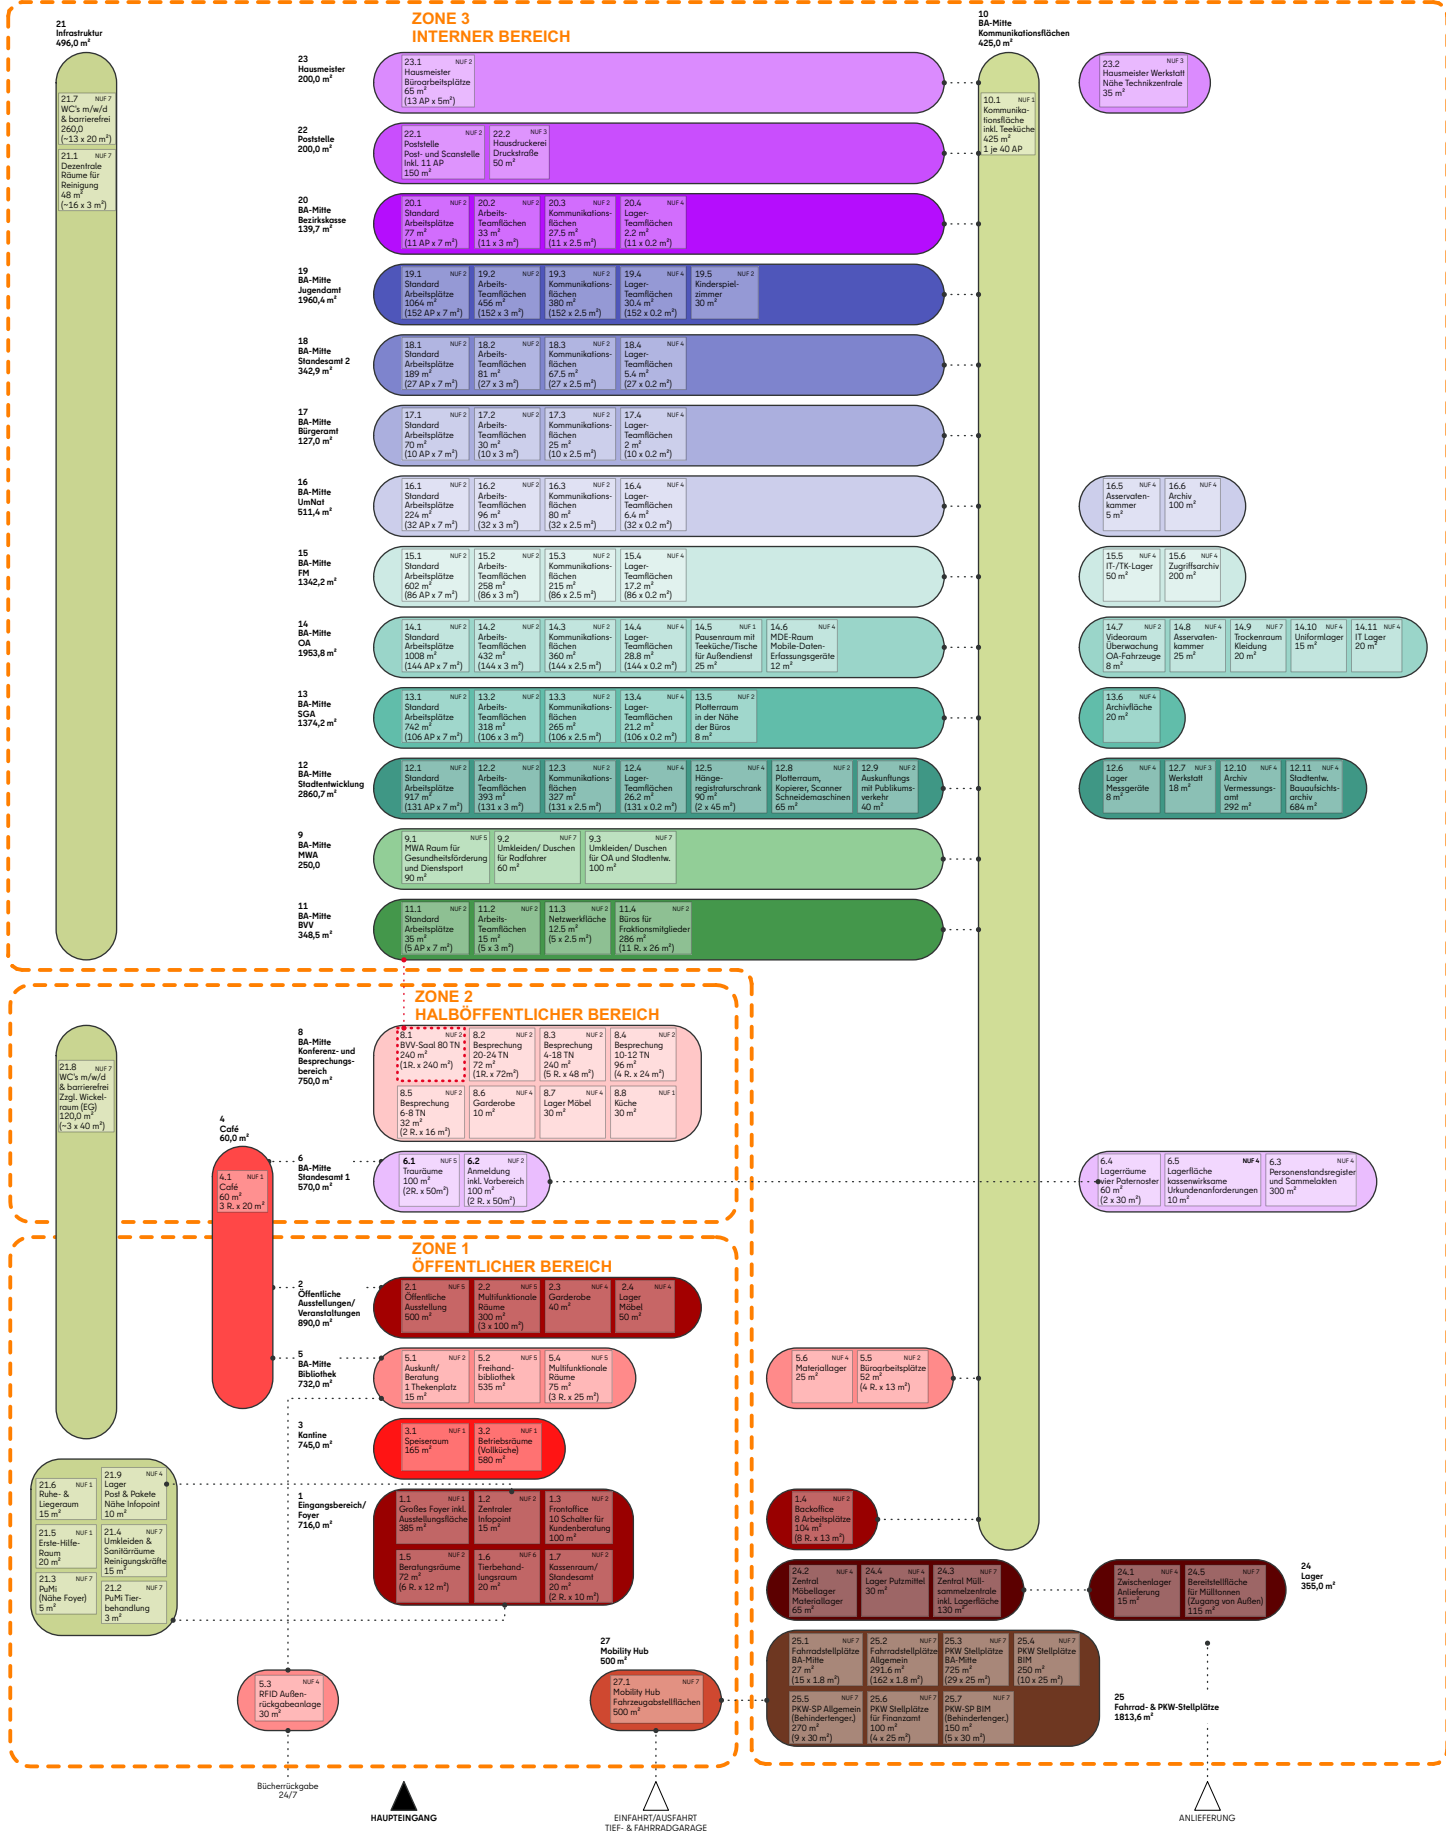 ZONE 3
INTERNER BEREICH
21
Infrastruktur
496,0 m²
21.7 NUF 7
WC's m/w/d
& barrierefrei
260,0
(~13 x 20 m²)
21.1 NUF 7
Dezentrale
Räume für
Reinigung
48 m²
(~16 x 3 m²)
10
BA-Mitte
Kommunikationsflächen
425,0 m²
10.1 NUF 1
Kommunika-
tionsfläche
inkl. Teeküche
425 m²
1 je 40 AP
23
Hausmeister
200,0 m²
23.1 NUF 2
Hausmeister
Büroarbeitsplätze
65 m²
(13 AP x 5m²)
23.2 NUF 3
Hausmeister Werkstatt
Nähe Technikzentrale
35 m²
22
Poststelle
200,0 m²
22.1 NUF 2
Poststelle
Post- und Scanstelle
Inkl. 11 AP
150 m²
22.2 NUF 3
Hausdruckerei
Druckstraße
50 m²
20
BA-Mitte
Bezirkskasse
139,7 m²
20.1 NUF 2
Standard
Arbeitsplätze
77 m²
(11 AP x 7 m²)
20.2 NUF 2
Arbeits-
Teamflächen
33 m²
(11 x 3 m²)
20.3 NUF 2
Kommunikations-
flächen
27.5 m²
(11 x 2.5 m²)
20.4 NUF 4
Lager-
Teamflächen
2.2 m²
(11 x 0.2 m²)
19
BA-Mitte
Jugendamt
1960,4 m²
19.1 NUF 2
Standard
Arbeitsplätze
1064 m²
(152 AP x 7 m²)
19.2 NUF 2
Arbeits-
Teamflächen
456 m²
(152 x 3 m²)
19.3 NUF 2
Kommunikations-
flächen
380 m²
(152 x 2.5 m²)
19.4 NUF 4
Lager-
Teamflächen
30.4 m²
(152 x 0.2 m²)
19.5 NUF 2
Kinderspiel-
zimmer
30 m²
18
BA-Mitte
Standesamt 2
342,9 m²
18.1 NUF 2
Standard
Arbeitsplätze
189 m²
(27 AP x 7 m²)
18.2 NUF 2
Arbeits-
Teamflächen
81 m²
(27 x 3 m²)
18.3 NUF 2
Kommunikations-
flächen
67.5 m²
(27 x 2.5 m²)
18.4 NUF 4
Lager-
Teamflächen
5.4 m²
(27 x 0.2 m²)
17
BA-Mitte
Bürgeramt
127,0 m²
17.1 NUF 2
Standard
Arbeitsplätze
70 m²
(10 AP x 7 m²)
17.2 NUF 2
Arbeits-
Teamflächen
30 m²
(10 x 3 m²)
17.3 NUF 2
Kommunikations-
flächen
25 m²
(10 x 2.5 m²)
17.4 NUF 4
Lager-
Teamflächen
2 m²
(10 x 0.2 m²)
16
BA-Mitte
UmNat
511,4 m²
16.1 NUF 2
Standard
Arbeitsplätze
224 m²
(32 AP x 7 m²)
16.2 NUF 2
Arbeits-
Teamflächen
96 m²
(32 x 3 m²)
16.3 NUF 2
Kommunikations-
flächen
80 m²
(32 x 2.5 m²)
16.4 NUF 4
Lager-
Teamflächen
6.4 m²
(32 x 0.2 m²)
16.5 NUF 4
Asservaten-
kammer
5 m²
16.6 NUF 4
Archiv
100 m²
15
BA-Mitte
FM
1342,2 m²
15.1 NUF 2
Standard
Arbeitsplätze
602 m²
(86 AP x 7 m²)
15.2 NUF 2
Arbeits-
Teamflächen
258 m²
(86 x 3 m²)
15.3 NUF 2
Kommunikations-
flächen
215 m²
(86 x 2.5 m²)
15.4 NUF 4
Lager-
Teamflächen
17.2 m²
(86 x 0.2 m²)
15.5 NUF 4
IT-/TK-Lager
50 m²
15.6 NUF 4
Zugriffsarchiv
200 m²
14
BA-Mitte
OA
1953,8 m²
14.1 NUF 2
Standard
Arbeitsplätze
1008 m²
(144 AP x 7 m²)
14.2 NUF 2
Arbeits-
Teamflächen
432 m²
(144 x 3 m²)
14.3 NUF 2
Kommunikations-
flächen
360 m²
(144 x 2.5 m²)
14.4 NUF 4
Lager-
Teamflächen
28.8 m²
(144 x 0.2 m²)
14.5 NUF 1
Pausenraum mit
Teeküche/Tische
für Außendienst
25 m²
14.6 NUF 4
MDE-Raum
Mobile-Daten-
Erfassungsgeräte
12 m²
14.7 NUF 2
Videoraum
Überwachung
OA-Fahrzeuge
8 m²
14.8 NUF 4
Asservaten-
kammer
25 m²
14.9 NUF 7
Trockenraum
Kleidung
20 m²
14.10 NUF 4
Uniformlager
15 m²
14.11 NUF 4
IT Lager
20 m²
13
BA-Mitte
SGA
1374,2 m²
13.1 NUF 2
Standard
Arbeitsplätze
742 m²
(106 AP x 7 m²)
13.2 NUF 2
Arbeits-
Teamflächen
318 m²
(106 x 3 m²)
13.3 NUF 2
Kommunikations-
flächen
265 m²
(106 x 2.5 m²)
13.4 NUF 4
Lager-
Teamflächen
21.2 m²
(106 x 0.2 m²)
13.5 NUF 2
Plotterraum
in der Nähe
der Büros
8 m²
13.6 NUF 4
Archivfläche
20 m²
12
BA-Mitte
Stadtentwicklung
2860,7 m²
12.1 NUF 2
Standard
Arbeitsplätze
917 m²
(131 AP x 7 m²)
12.2 NUF 2
Arbeits-
Teamflächen
393 m²
(131 x 3 m²)
12.3 NUF 2
Kommunikations-
flächen
327 m²
(131 x 2.5 m²)
12.4 NUF 4
Lager-
Teamflächen
26.2 m²
(131 x 0.2 m²)
12.5 NUF 4
Hänge-
registraturschrank
90 m²
(2 x 45 m²)
12.8 NUF 2
Plotterraum,
Kopierer, Scanner
Schneidemaschinen
65 m²
12.9 NUF 2
Auskunftungs
mit Publikums-
verkehr
40 m²
12.6 NUF 4
Lager
Messgeräte
8 m²
12.7 NUF 3
Werkstatt
18 m²
12.10 NUF 4
Archiv
Vermessungs-
amt
292 m²
12.11 NUF 4
Stadtentw.
Bauaufsichts-
archiv
684 m²
9
BA-Mitte
MWA
250,0
9.1 NUF 5
MWA Raum für
Gesundheitsförderung
und Dienstsport
90 m²
9.2 NUF 7
Umkleiden/ Duschen
für Radfahrer
60 m²
9.3 NUF 7
Umkleiden/ Duschen
für OA und Stadtentw.
100 m²
11
BA-Mitte
BVV
348,5 m²
11.1 NUF 2
Standard
Arbeitsplätze
35 m²
(5 AP x 7 m²)
11.2 NUF 2
Arbeits-
Teamflächen
15 m²
(5 x 3 m²)
11.3 NUF 2
Netzwerkfläche
12.5 m²
(5 x 2.5 m²)
11.4 NUF 2
Büros für
Fraktionsmitglieder
286 m²
(11 R. x 26 m²)
ZONE 2
HALBÖFFENTLICHER BEREICH
21.8 NUF 7
WC's m/w/d
& barrierefrei
Zzgl. Wickel-
raum (EG)
120,0 m²
(~3 x 40 m²)
8
BA-Mitte
Konferenz- und
Besprechungs-
bereich
750,0 m²
8.1 NUF 2
BVV-Saal 80 TN
240 m²
(1R. x 240 m²)
8.2 NUF 2
Besprechung
20-24 TN
72 m²
(1R. x 72m²)
8.3 NUF 2
Besprechung
4-18 TN
240 m²
(5 R. x 48 m²)
8.4 NUF 2
Besprechung
10-12 TN
96 m²
(4 R. x 24 m²)
8.5 NUF 2
Besprechung
6-8 TN
32 m²
(2 R. x 16 m²)
8.6 NUF 4
Garderobe
10 m²
8.7 NUF 4
Lager Möbel
30 m²
8.8 NUF 1
Küche
30 m²
4
Café
60,0 m²
4.1 NUF 1
Café
60 m²
3 R. x 20 m²
6
BA-Mitte
Standesamt 1
570,0 m²
6.1 NUF 5
Trauräume
100 m²
(2R. x 50m²)
6.2 NUF 2
Anmeldung
inkl. Vorbereich
100 m²
(2 R. x 50m²)
6.4 NUF 4
Lagerräume
vier Paternoster
60 m²
(2 x 30 m²)
6.5 NUF 4
Lagerfläche
kassenwirksame
Urkundenanforderungen
10 m²
6.3 NUF 4
Personenstandsregister
und Sammelakten
300 m²
ZONE 1
ÖFFENTLICHER BEREICH
2
Öffentliche
Ausstellungen/
Veranstaltungen
890,0 m²
2.1 NUF 5
Öffentliche
Ausstellung
500 m²
2.2 NUF 5
Multifunktionale
Räume
300 m²
(3 x 100 m²)
2.3 NUF 4
Garderobe
40 m²
2.4 NUF 4
Lager
Möbel
50 m²
5
BA-Mitte
Bibliothek
732,0 m²
5.1 NUF 2
Auskunft/
Beratung
1 Thekenplatz
15 m²
5.2 NUF 5
Freihand-
bibliothek
535 m²
5.4 NUF 5
Multifunktionale
Räume
75 m²
(3 R. x 25 m²)
5.6 NUF 4
Materiallager
25 m²
5.5 NUF 2
Büroarbeitsplätze
52 m²
(4 R. x 13 m²)
3
Kantine
745,0 m²
3.1 NUF 1
Speiseraum
165 m²
3.2 NUF 1
Betriebsräume
(Vollküche)
580 m²
21.6 NUF 1
Ruhe- &
Liegeraum
15 m²
21.9 NUF 4
Lager
Post & Pakete
Nähe Infopoint
10 m²
21.5 NUF 1
Erste-Hilfe-
Raum
20 m²
21.4 NUF 7
Umkleiden &
Sanitärräume
Reinigungskräfte
15 m²
21.3 NUF 7
PuMi
(Nähe Foyer)
5 m²
21.2 NUF 7
PuMi Tier-
behandlung
3 m²
1
Eingangsbereich/
Foyer
716,0 m²
1.1 NUF 1
Großes Foyer inkl.
Ausstellungsfläche
385 m²
1.2 NUF 2
Zentraler
Infopoint
15 m²
1.3 NUF 2
Frontoffice
10 Schalter für
Kundenberatung
100 m²
1.5 NUF 2
Beratungsräume
72 m²
(6 R. x 12 m²)
1.6 NUF 6
Tierbehand-
lungsraum
20 m²
1.7 NUF 2
Kassenraum/
Standesamt
20 m²
(2 R. x 10 m²)
1.4 NUF 2
Backoffice
8 Arbeitsplätze
104 m²
(8 R. x 13 m²)
24.2 NUF 4
Zentral
Möbellager
Materiallager
65 m²
24.4 NUF 4
Lager Putzmittel
30 m²
24.3 NUF 7
Zentral Müll-
sammelzentrale
inkl. Lagerfläche
130 m²
24.1 NUF 4
Zwischenlager
Anlieferung
15 m²
24.5 NUF 7
Bereitstellfläche
für Mülltonnen
(Zugang von Außen)
115 m²
24
Lager
355,0 m²
5.3 NUF 4
RFID Außen-
rückgabeanlage
30 m²
27
Mobility Hub
500 m²
27.1 NUF 7
Mobility Hub
Fahrzeugabstellflächen
500 m²
25.1 NUF 7
Fahrradstellplätze
BA-Mitte
27 m²
(15 x 1.8 m²)
25.2 NUF 7
Fahrradstellplätze
Allgemein
291.6 m²
(162 x 1.8 m²)
25.3 NUF 7
PKW Stellplätze
BA-Mitte
725 m²
(29 x 25 m²)
25.4 NUF 7
PKW Stellplätze
BIM
250 m²
(10 x 25 m²)
25.5 NUF 7
PKW-SP Allgemein
(Behindertenger.)
270 m²
(9 x 30 m²)
25.6 NUF 7
PKW Stellplätze
für Finanzamt
100 m²
(4 x 25 m²)
25.7 NUF 7
PKW-SP BIM
(Behindertenger.)
150 m²
(5 x 30 m²)
25
Fahrrad- & PKW-Stellplätze
1813,6 m²
Bücherrückgabe
24/7
HAUPTEINGANG
EINFAHRT/AUSFAHRT
TIEF- & FAHRRADGARAGE
ANLIEFERUNG